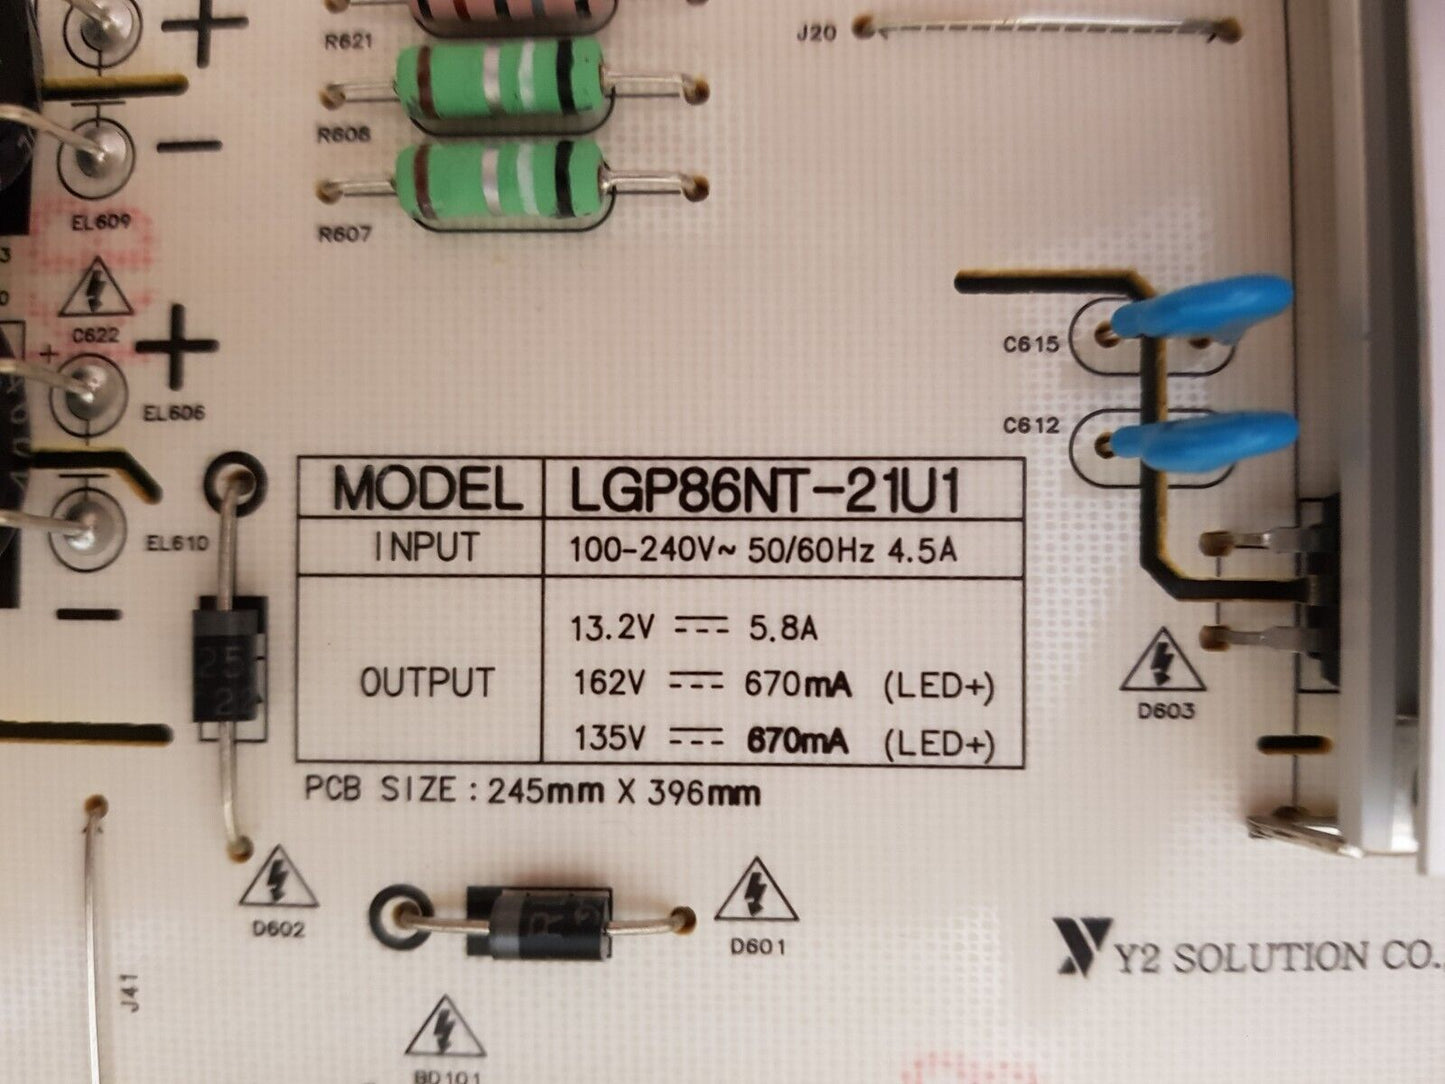 R621
J20
R608
R607
EL609
C622
+
EL606
C615
C612
EL610
MODEL LGP86NT-21U1
INPUT 100-240V~ 50/60Hz 4.5A
OUTPUT
13.2V 5.8A
162V 670mA (LED+)
135V 670mA (LED+)
PCB SIZE : 245mm X 396mm
D603
D602
D601
J41
Y2 SOLUTION CO.,
BD101